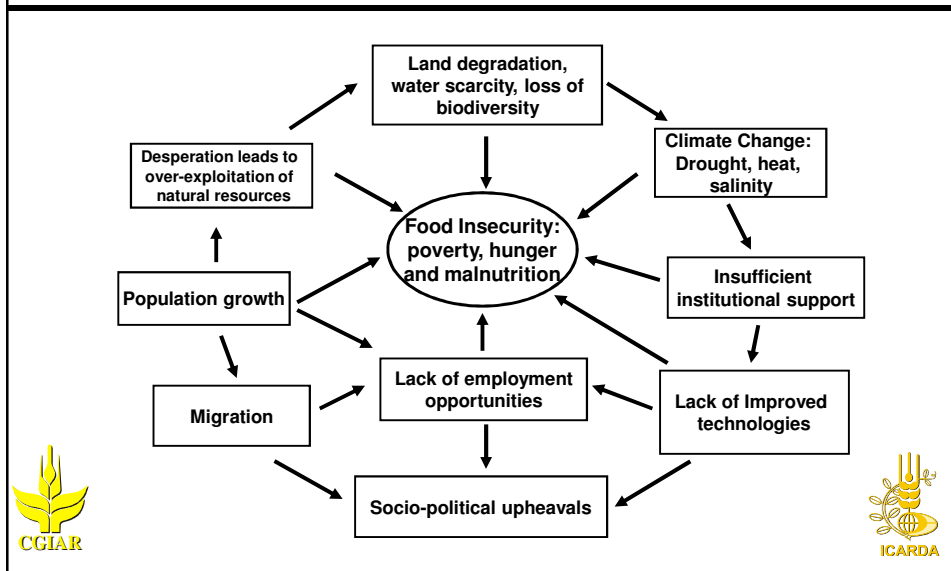 Land degradation,
water scarcity, loss of
biodiversity
Desperation leads to
over-exploitation of
natural resources
Climate Change:
Drought, heat,
salinity
Food Insecurity:
poverty, hunger
and malnutrition
Population growth
Insufficient
institutional support
Migration
Lack of employment
opportunities
Lack of Improved
technologies
Socio-political upheavals
CGIAR
ICARDA